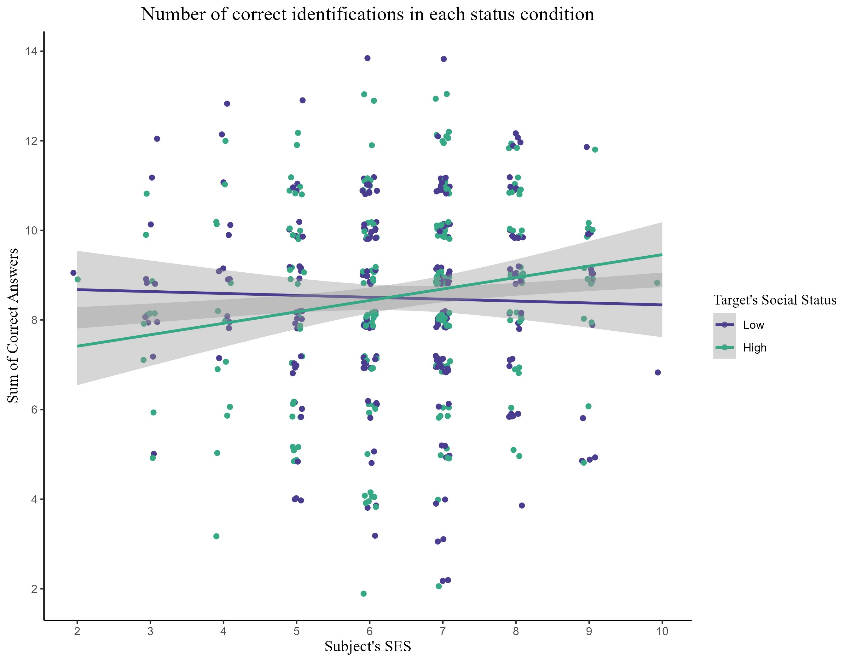 Number of correct identifications in each status condition
Sum of Correct Answers
14
12
10
8
6
4
2
2 3 4 5 6 7 8 9 10
Subject's SES
Target's Social Status
Low
High